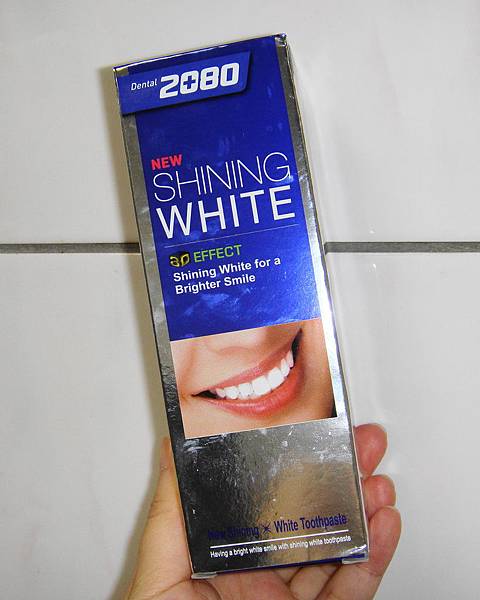 Dental 2080
NEW
SHINING
WHITE
3D EFFECT
Shining White for a
Brighter Smile
New Shining White Toothpaste
Having a bright white smile with shining white toothpaste